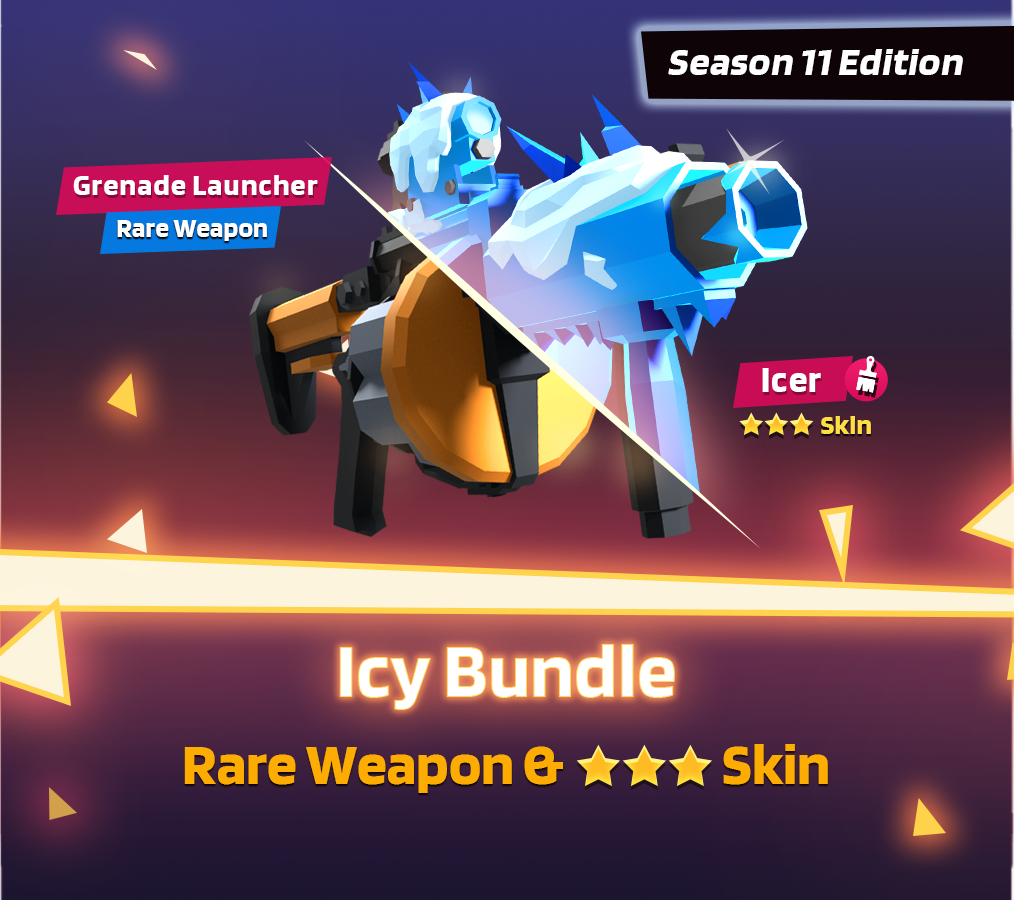 Season 11 Edition
Grenade Launcher
Rare Weapon
Icer
★★★ Skin
Icy Bundle
Rare Weapon & ★★★ Skin